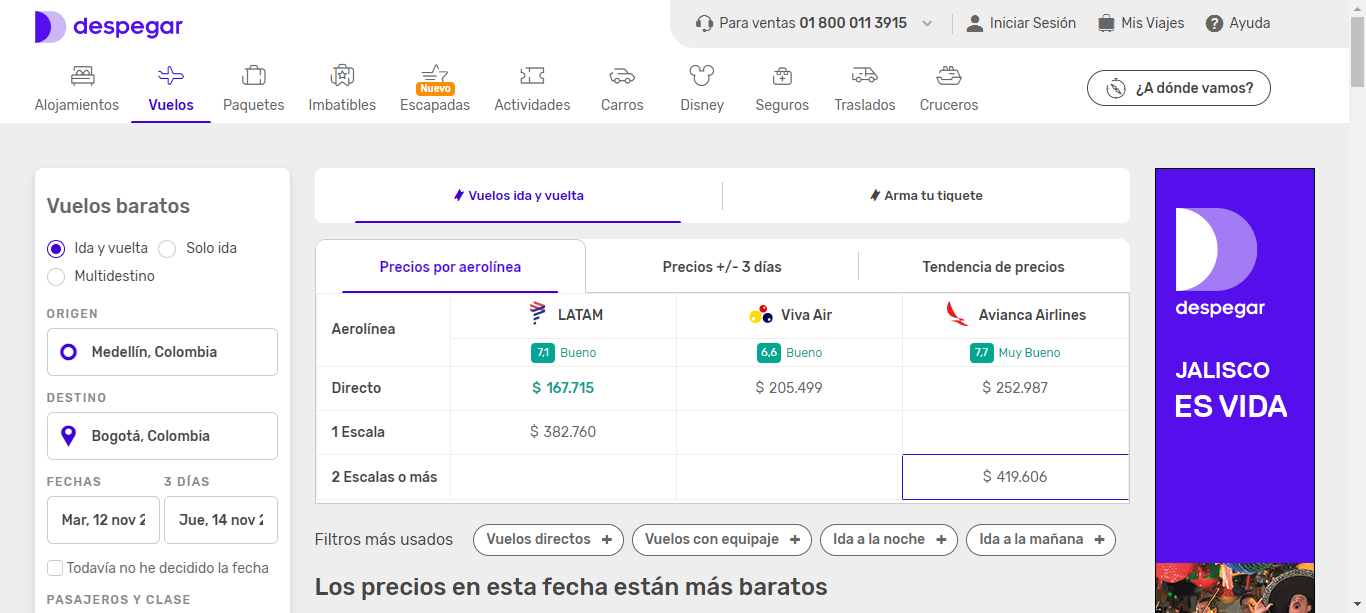 despegar
Para ventas 01 800 011 3915
Iniciar Sesión
Mis Viajes
? Ayuda
Alojamientos
Vuelos
Paquetes
Imbatibles
Nuevo
Escapadas
Actividades
Carros
Disney
Seguros
Traslados
Cruceros
¿A dónde vamos?
Vuelos baratos
Ida y vuelta
Solo ida
Multidestino
ORIGEN
Medellín, Colombia
DESTINO
Bogotá, Colombia
FECHAS
3 DÍAS
Mar, 12 nov 2
Jue, 14 nov 2
Todavía no he decidido la fecha
PASAJEROS Y CLASE
Vuelos ida y vuelta
Arma tu tiquete
Precios por aerolínea
Precios +/- 3 días
Tendencia de precios
Aerolínea
LATAM
Viva Air
Avianca Airlines
7,1 Bueno
6,6 Bueno
7,7 Muy Bueno
Directo
$ 167.715
$ 205.499
$ 252.987
1 Escala
$ 382.760
2 Escalas o más
$ 419.606
Filtros más usados
Vuelos directos +
Vuelos con equipaje +
Ida a la noche +
Ida a la mañana +
Los precios en esta fecha están más baratos
despegar
JALISCO
ES VIDA